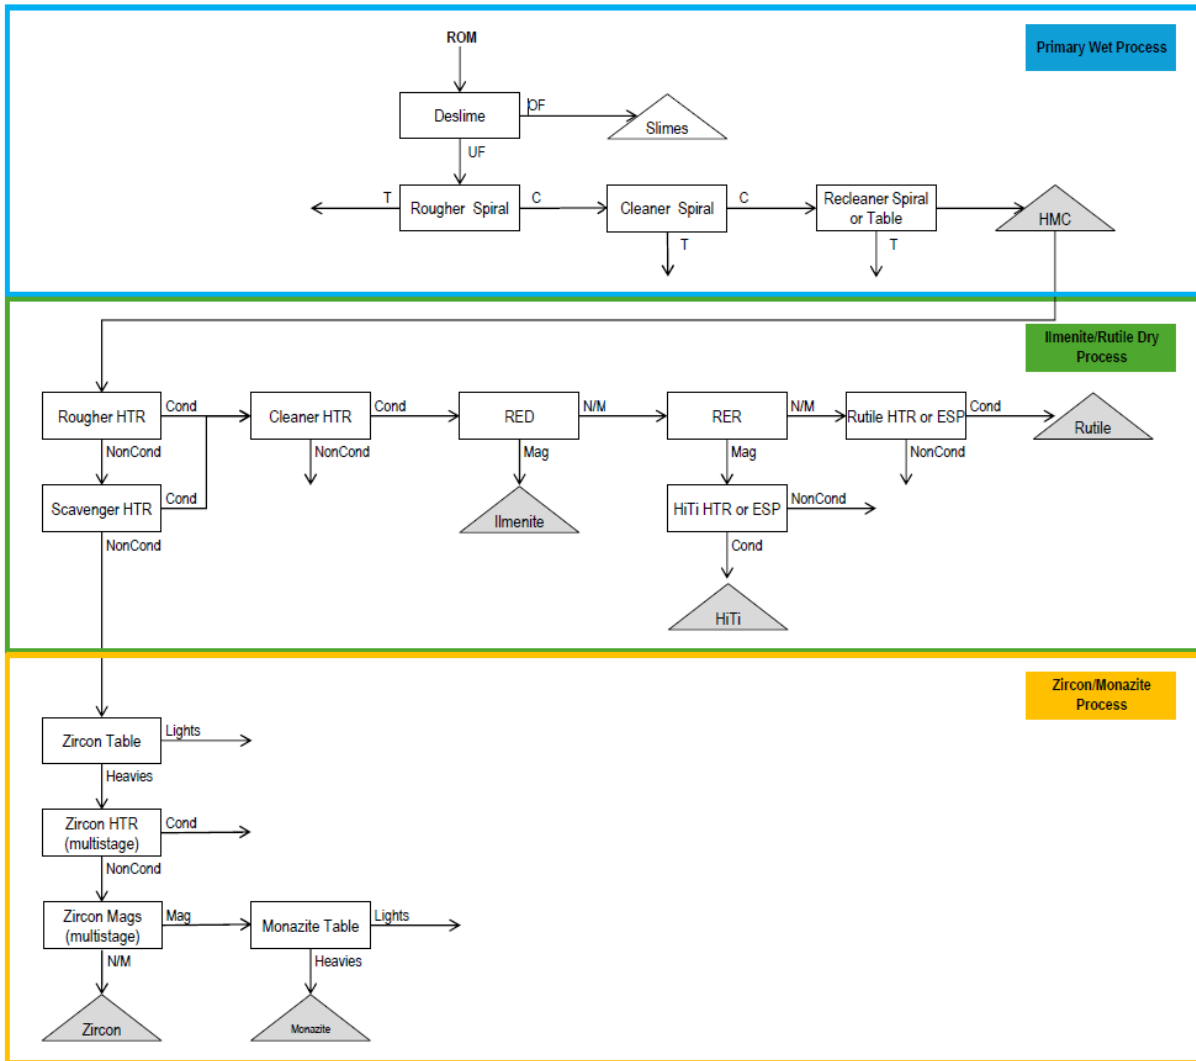 ROM
Primary Wet Process
Deslime
OF
Slimes
UF
T
Rougher Spiral
C
Cleaner Spiral
C
Recleaner Spiral
or Table
HMC
T
T
Ilmenite/Rutile Dry
Process
Rougher HTR
Cond
Cleaner HTR
Cond
RED
N/M
RER
N/M
Rutile HTR or ESP
Cond
Rutile
NonCond
NonCond
Mag
Mag
NonCond
Scavenger HTR
Cond
Ilmenite
HiTi HTR or ESP
NonCond
NonCond
Cond
HiTi
Zircon/Monazite
Process
Zircon Table
Lights
Heavies
Zircon HTR
(multistage)
Cond
NonCond
Zircon Mags
(multistage)
Mag
Monazite Table
Lights
N/M
Heavies
Zircon
Monazite